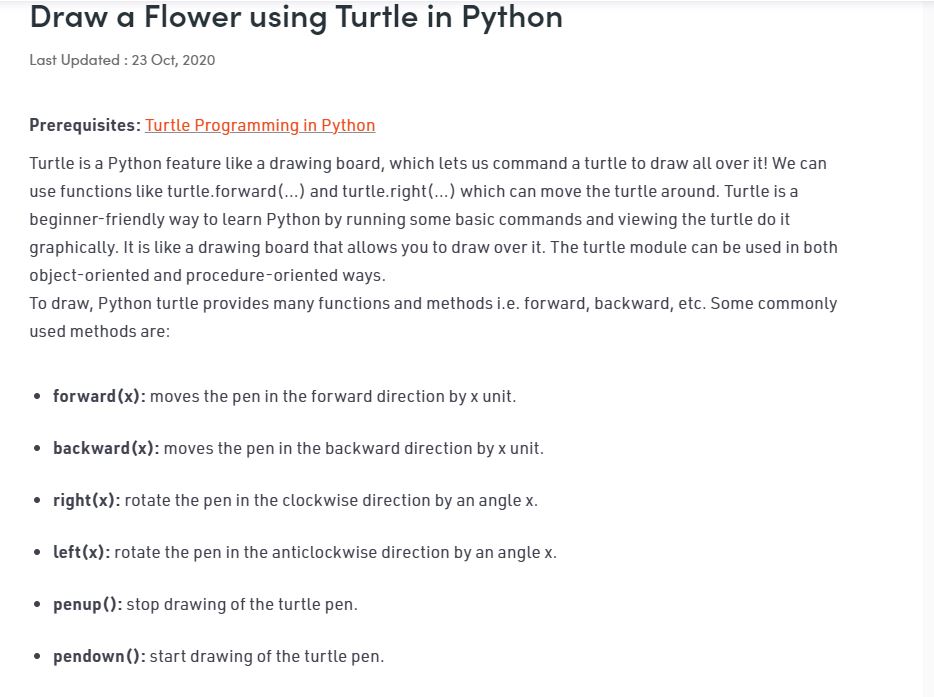 Draw a Flower using Turtle in Python
Last Updated : 23 Oct, 2020
Prerequisites: Turtle Programming in Python
Turtle is a Python feature like a drawing board, which lets us command a turtle to draw all over it! We can
use functions like turtle.forward(...) and turtle.right(...) which can move the turtle around. Turtle is a
beginner-friendly way to learn Python by running some basic commands and viewing the turtle do it
graphically. It is like a drawing board that allows you to draw over it. The turtle module can be used in both
object-oriented and procedure-oriented ways.
To draw, Python turtle provides many functions and methods i.e. forward, backward, etc. Some commonly
used methods are:
• forward(x): moves the pen in the forward direction by x unit.
• backward(x): moves the pen in the backward direction by x unit.
• right(x): rotate the pen in the clockwise direction by an angle x.
• left(x): rotate the pen in the anticlockwise direction by an angle x.
• penup(): stop drawing of the turtle pen.
• pendown(): start drawing of the turtle pen.